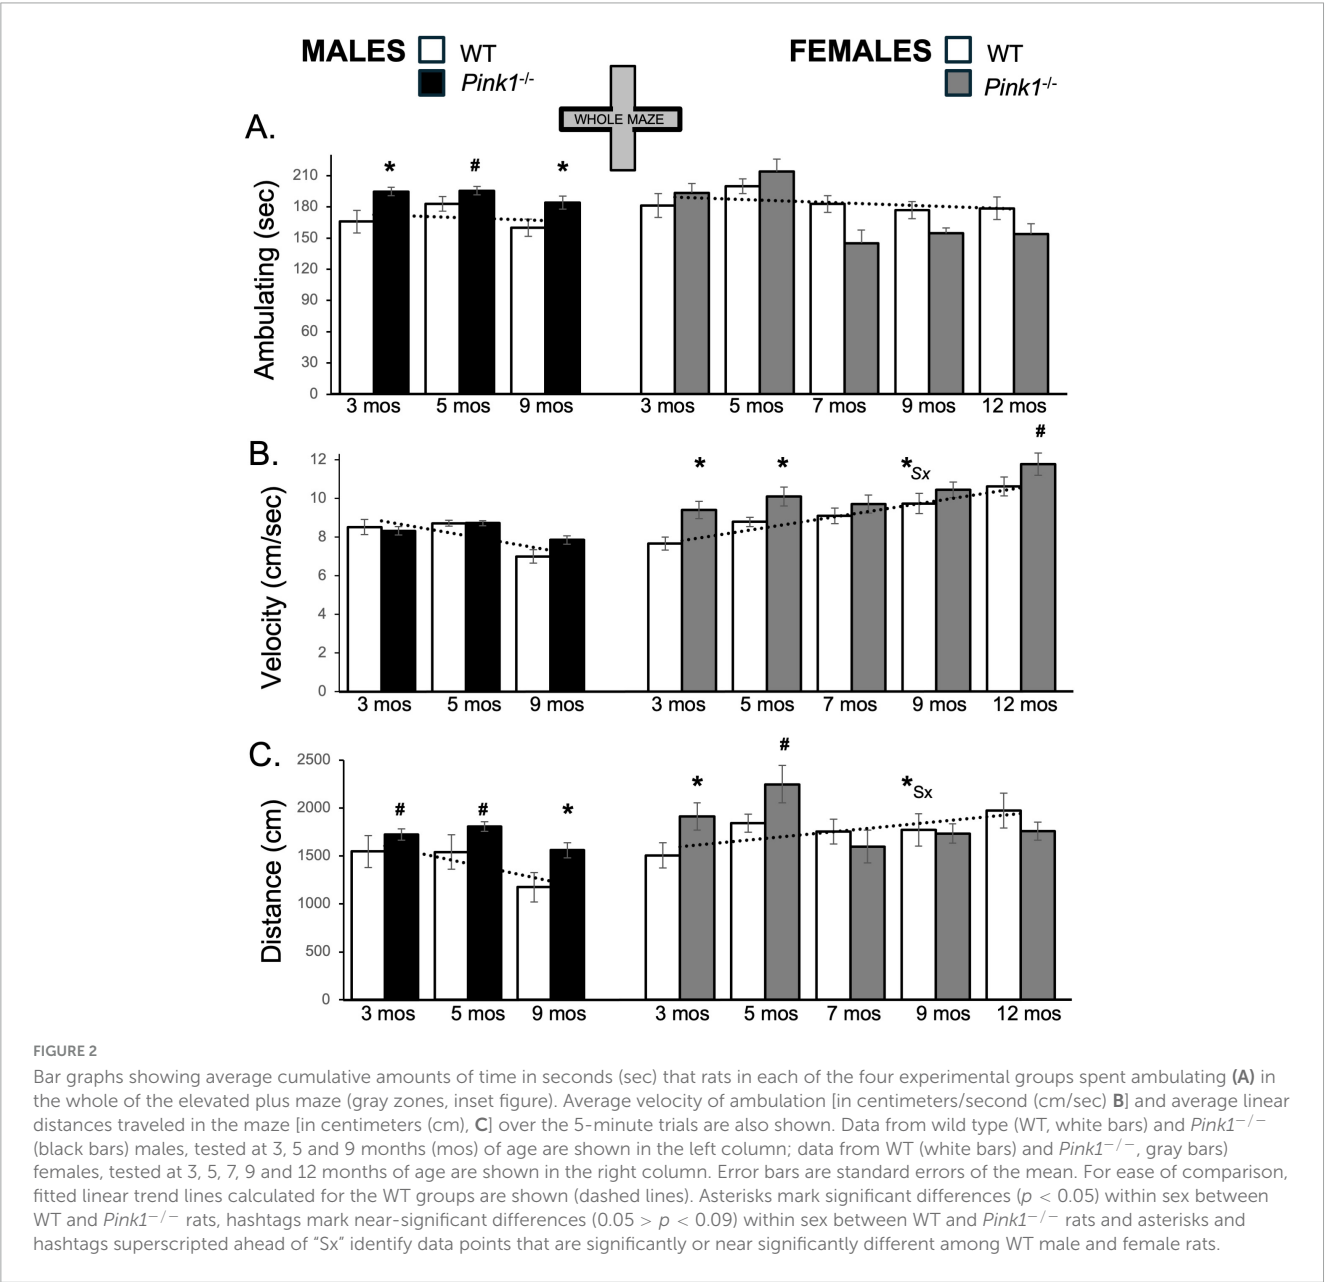 MALES WT FEMALES WT
Pink1-/- Pink1-/-
WHOLE MAZE
A.
Ambulating (sec)
210
180
150
120
90
60
30
0
* # *
3 mos 5 mos 9 mos 3 mos 5 mos 7 mos 9 mos 12 mos
B.
Velocity (cm/sec)
12
10
8
6
4
2
0
* * *Sx #
3 mos 5 mos 9 mos 3 mos 5 mos 7 mos 9 mos 12 mos
C.
Distance (cm)
2500
2000
1500
1000
500
0
# # * * # *Sx
3 mos 5 mos 9 mos 3 mos 5 mos 7 mos 9 mos 12 mos
FIGURE 2
Bar graphs showing average cumulative amounts of time in seconds (sec) that rats in each of the four experimental groups spent ambulating (A) in
the whole of the elevated plus maze (gray zones, inset figure). Average velocity of ambulation [in centimeters/second (cm/sec) B] and average linear
distances traveled in the maze [in centimeters (cm), C] over the 5-minute trials are also shown. Data from wild type (WT, white bars) and Pink1−/−
(black bars) males, tested at 3, 5 and 9 months (mos) of age are shown in the left column; data from WT (white bars) and Pink1−/−, gray bars)
females, tested at 3, 5, 7, 9 and 12 months of age are shown in the right column. Error bars are standard errors of the mean. For ease of comparison,
fitted linear trend lines calculated for the WT groups are shown (dashed lines). Asterisks mark significant differences (p < 0.05) within sex between
WT and Pink1−/− rats, hashtags mark near-significant differences (0.05 > p < 0.09) within sex between WT and Pink1−/− rats and asterisks and
hashtags superscripted ahead of “Sx” identify data points that are significantly or near significantly different among WT male and female rats.